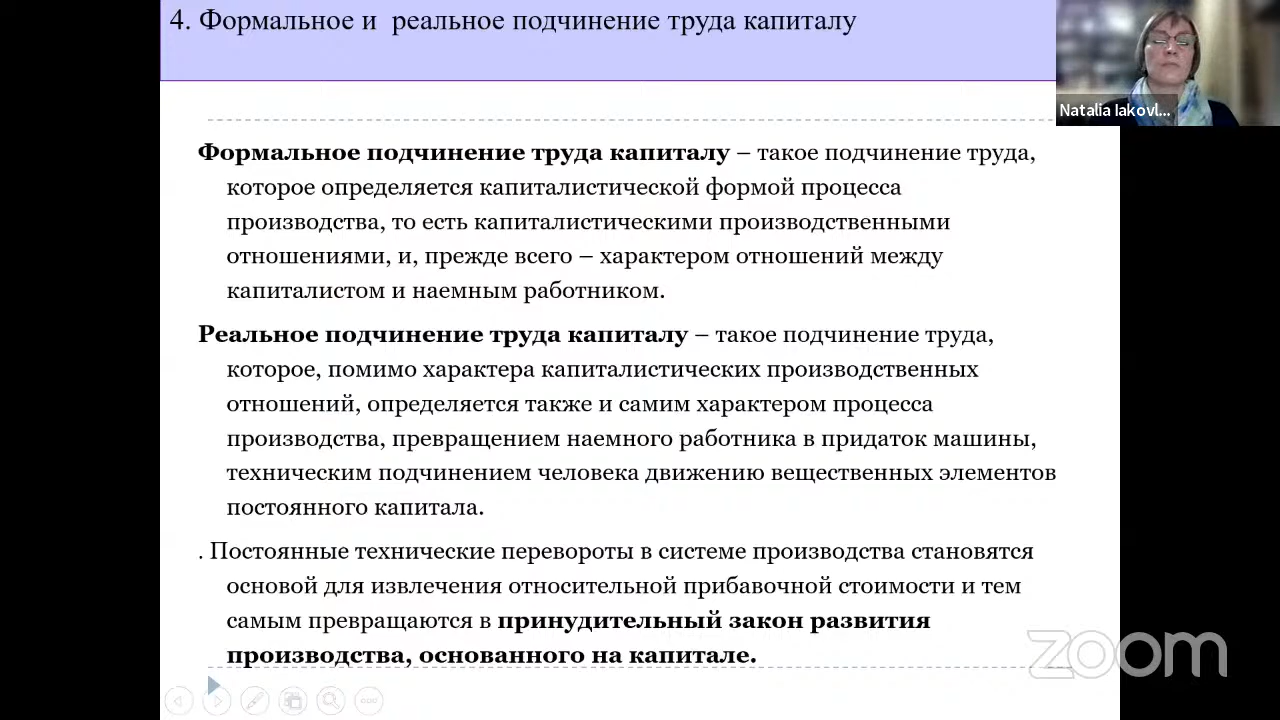 4. Формальное и реальное подчинение труда капиталу
Natalia Iakovl...
Формальное подчинение труда капиталу – такое подчинение труда,
которое определяется капиталистической формой процесса
производства, то есть капиталистическими производственными
отношениями, и, прежде всего – характером отношений между
капиталистом и наемным работником.
Реальное подчинение труда капиталу – такое подчинение труда,
которое, помимо характера капиталистических производственных
отношений, определяется также и самим характером процесса
производства, превращением наемного работника в придаток машины,
техническим подчинением человека движению вещественных элементов
постоянного капитала.
. Постоянные технические перевороты в системе производства становятся
основой для извлечения относительной прибавочной стоимости и тем
самым превращаются в принудительный закон развития
производства, основанного на капитале.
zoom